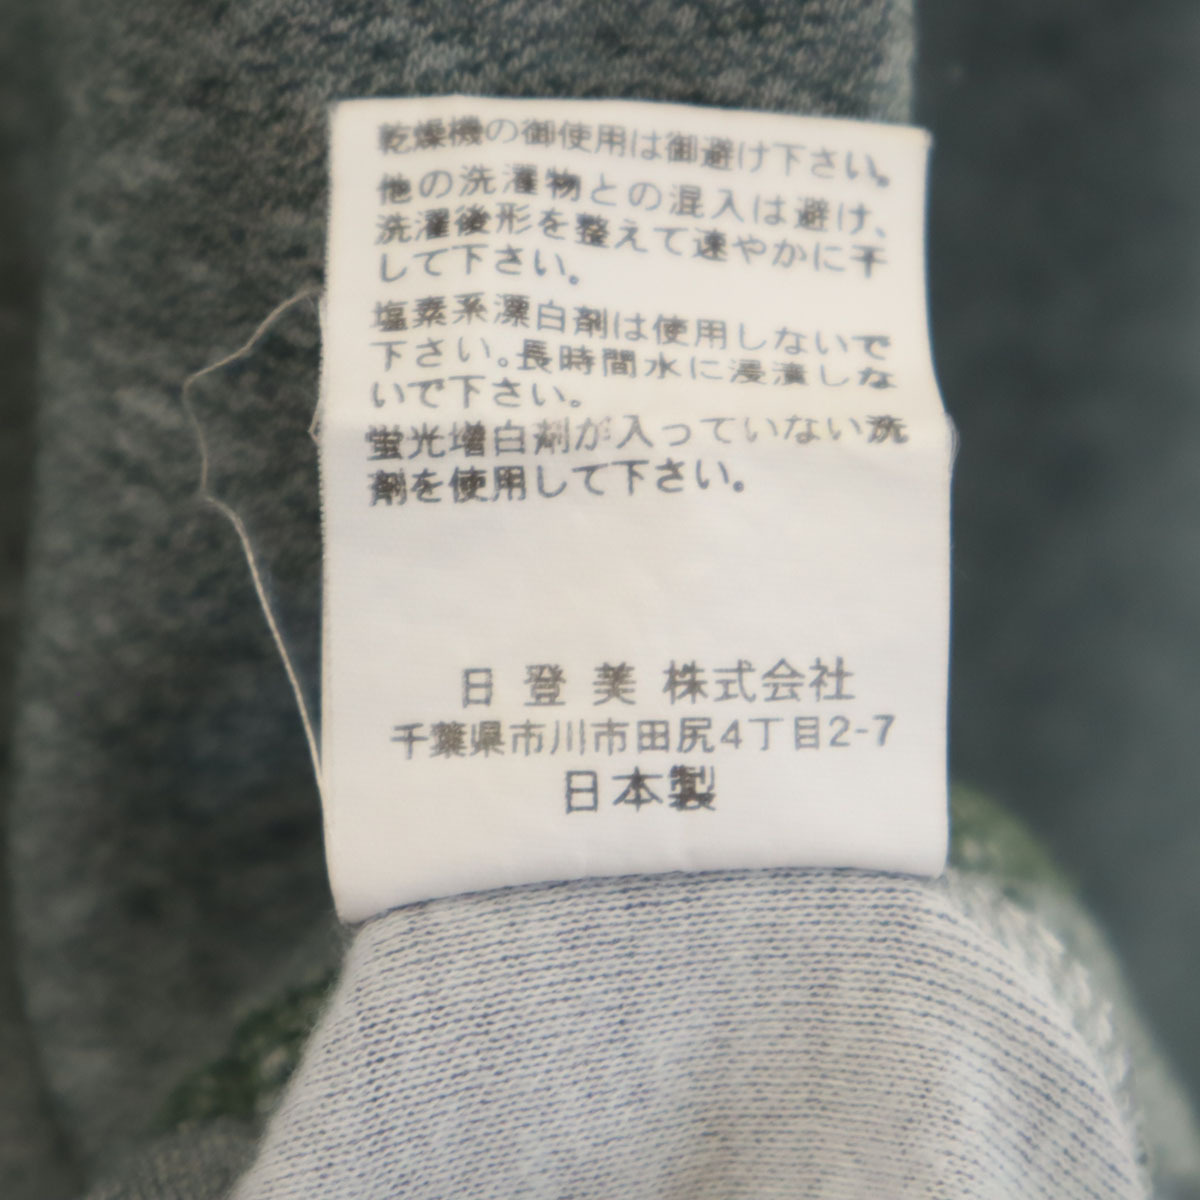 乾燥機の御使用は御避け下さい。
他の洗濯物との混入は避け、
洗濯後形を整えて速やかに干
して下さい。
塩素系漂白剤は使用しないで
下さい。長時間水に浸漬しな
いで下さい。
蛍光増白剤が入っていない洗
剤を使用して下さい。
日登美株式会社
千葉県市川市田尻4丁目2-7
日本製